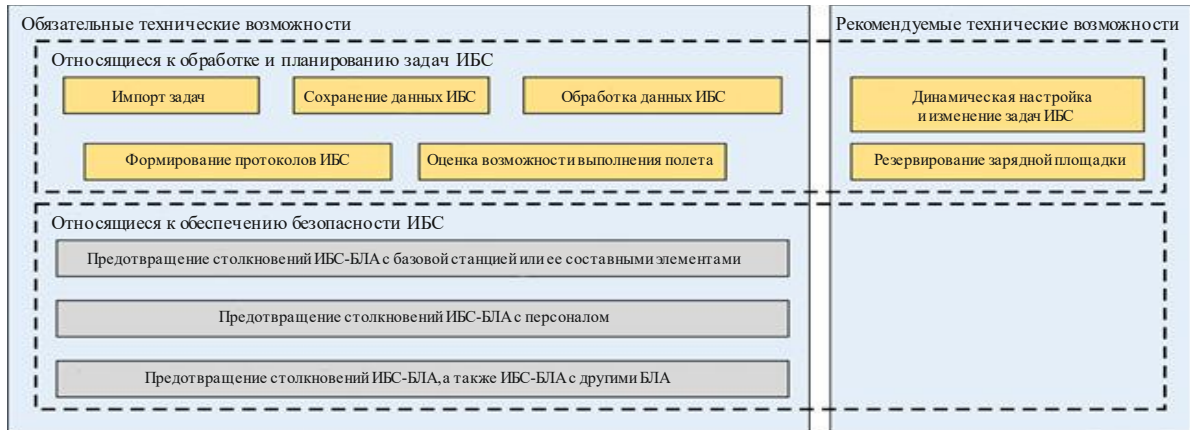 Обязательные технические возможности
Рекомендуемые технические возможности
Относящиеся к обработке и планированию задач ИБС
Импорт задач
Сохранение данных ИБС
Обработка данных ИБС
Динамическая настройка
и изменение задач ИБС
Формирование протоколов ИБС
Оценка возможности выполнения полета
Резервирование зарядной площадки
Относящиеся к обеспечению безопасности ИБС
Предотвращение столкновений ИБС-БЛА с базовой станцией или ее составными элементами
Предотвращение столкновений ИБС-БЛА с персоналом
Предотвращение столкновений ИБС-БЛА, а также ИБС-БЛА с другими БЛА